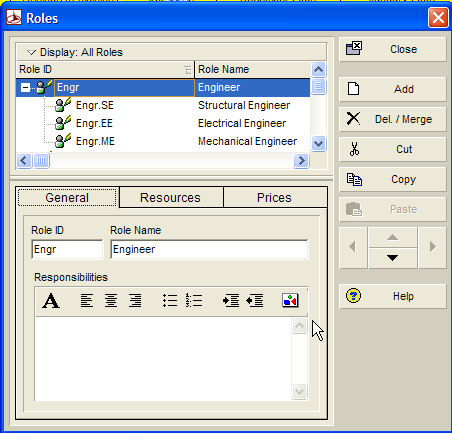 Roles
Display: All Roles
Role ID Role Name
Engr Engineer
Engr.SE Structural Engineer
Engr.EE Electrical Engineer
Engr.ME Mechanical Engineer
General Resources Prices
Role ID Role Name
Engr Engineer
Responsibilities
A
Close
Add
Del. / Merge
Cut
Copy
Paste
Help